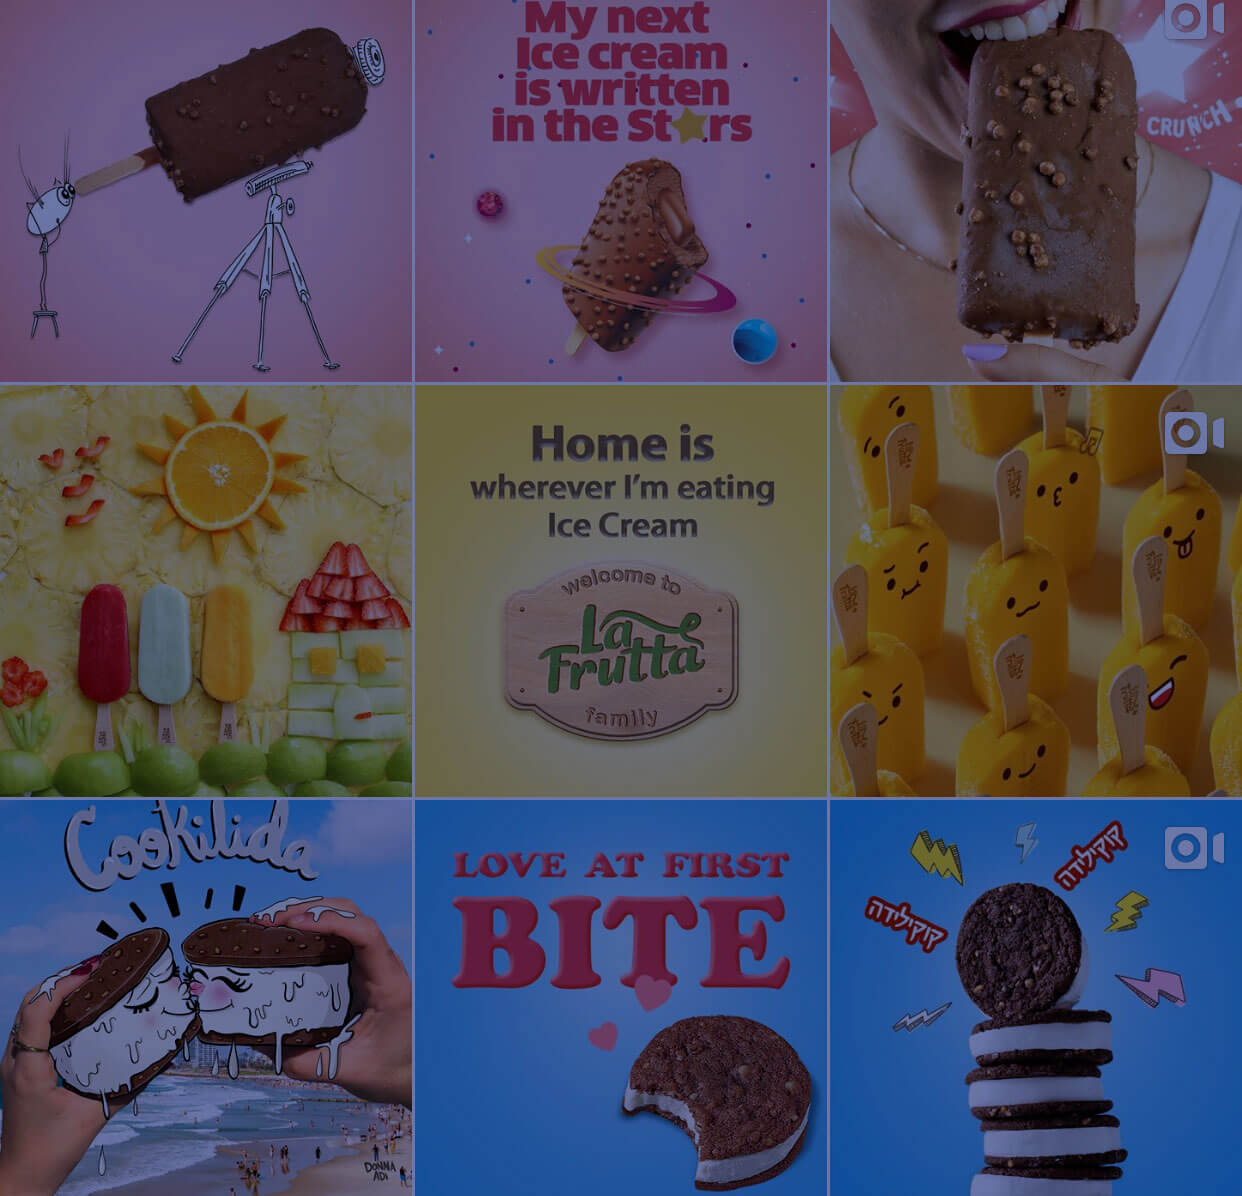 My next
Ice cream
is written
in the Stars
CRUNCH
Home is
wherever I'm eating
Ice Cream
welcome to
La
Frutta
family
Cookilida
DONNA
ADI
LOVE AT FIRST
BITE
קוקילידה
קוקילידה